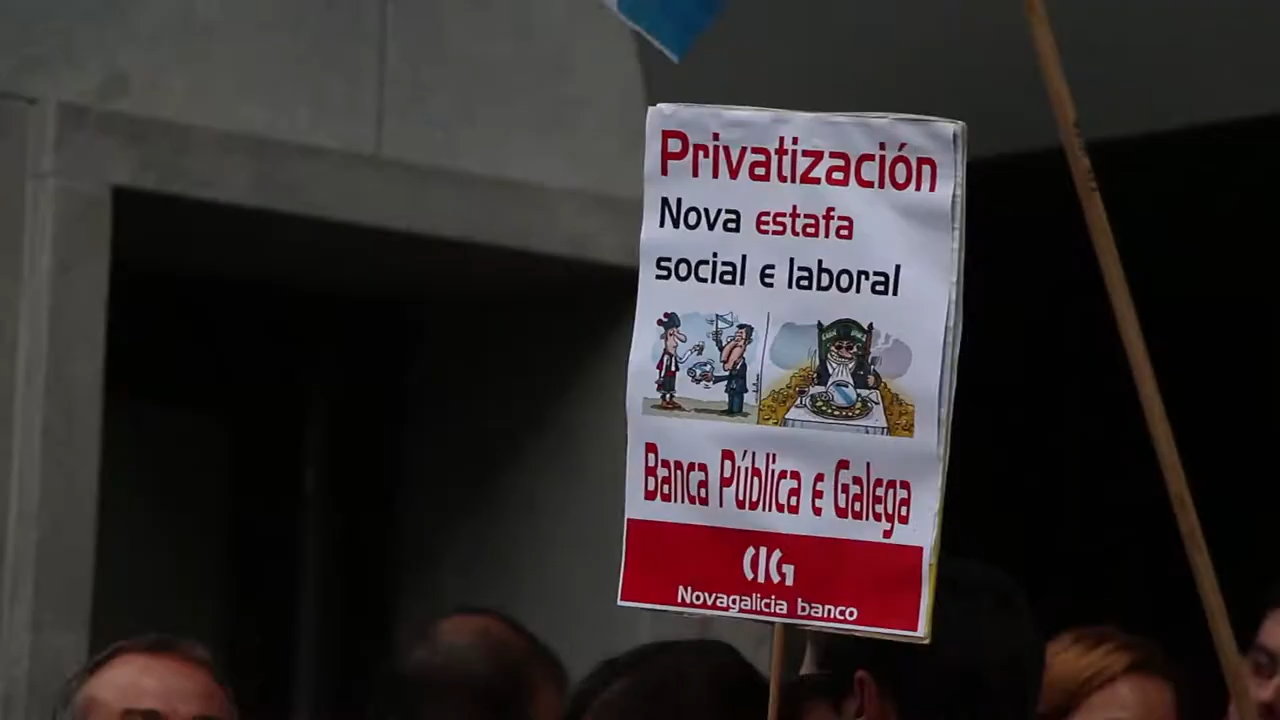 Privatización
Nova estafa
social e laboral
Banca Pública e Galega
CIG
Novagalicia banco